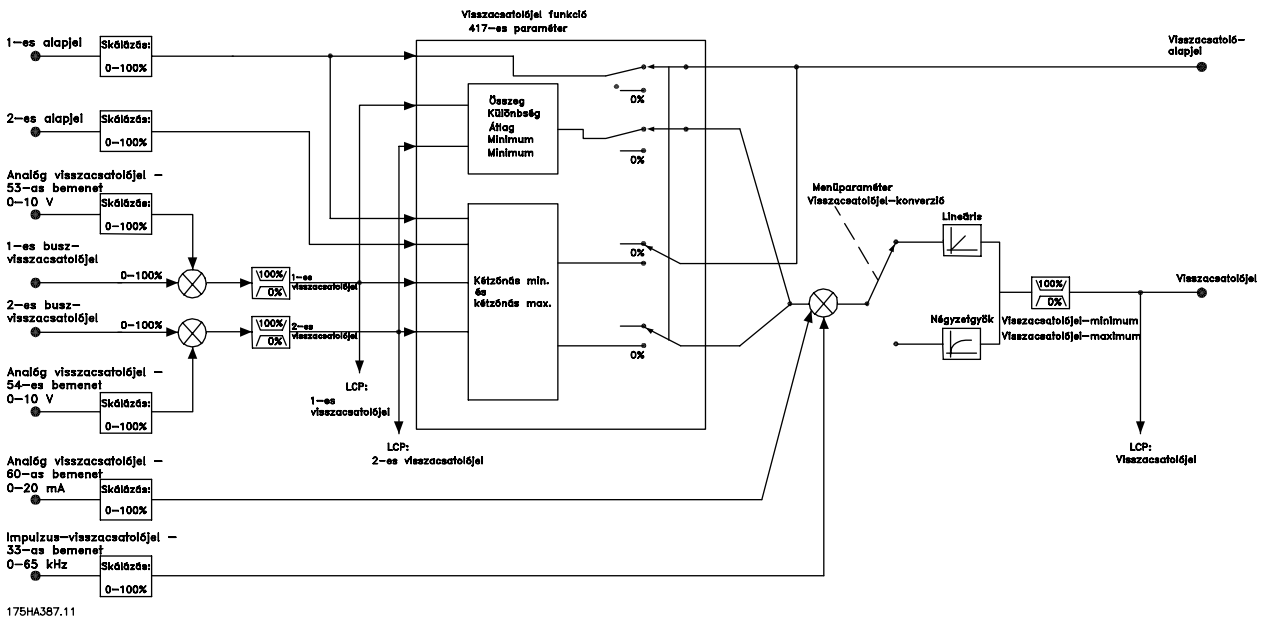 Visszacsatolójel funkció
417-es paraméter
1-es alapjel
Skálázás:
0-100%
Visszacsatoló-
alapjel
0%
Összeg
Különbség
Átlag
Minimum
Minimum
0%
2-es alapjel
Skálázás:
0-100%
Analóg visszacsatolójel -
53-as bemenet
0-10 V
Skálázás:
0-100%
Menüparaméter
Visszacsatolójel-konverzió
Lineáris
1-es busz-
visszacsatolójel
0-100%
100%
0%
1-es
visszacsatolójel
Kétzónás min.
és
kétzónás max.
0%
Visszacsatolójel
100%
0%
2-es busz-
visszacsatolójel
0-100%
100%
0%
2-es
visszacsatolójel
0%
Négyzetgyök
Visszacsatolójel-minimum
Visszacsatolójel-maximum
Analóg visszacsatolójel -
54-es bemenet
0-10 V
Skálázás:
0-100%
LCP:
1-es
visszacsatolójel
LCP:
2-es visszacsatolójel
LCP:
Visszacsatolójel
Analóg visszacsatolójel -
60-as bemenet
0-20 mA
Skálázás:
0-100%
Impulzus-visszacsatolójel -
33-as bemenet
0-65 kHz
Skálázás:
0-100%
175HA387.11